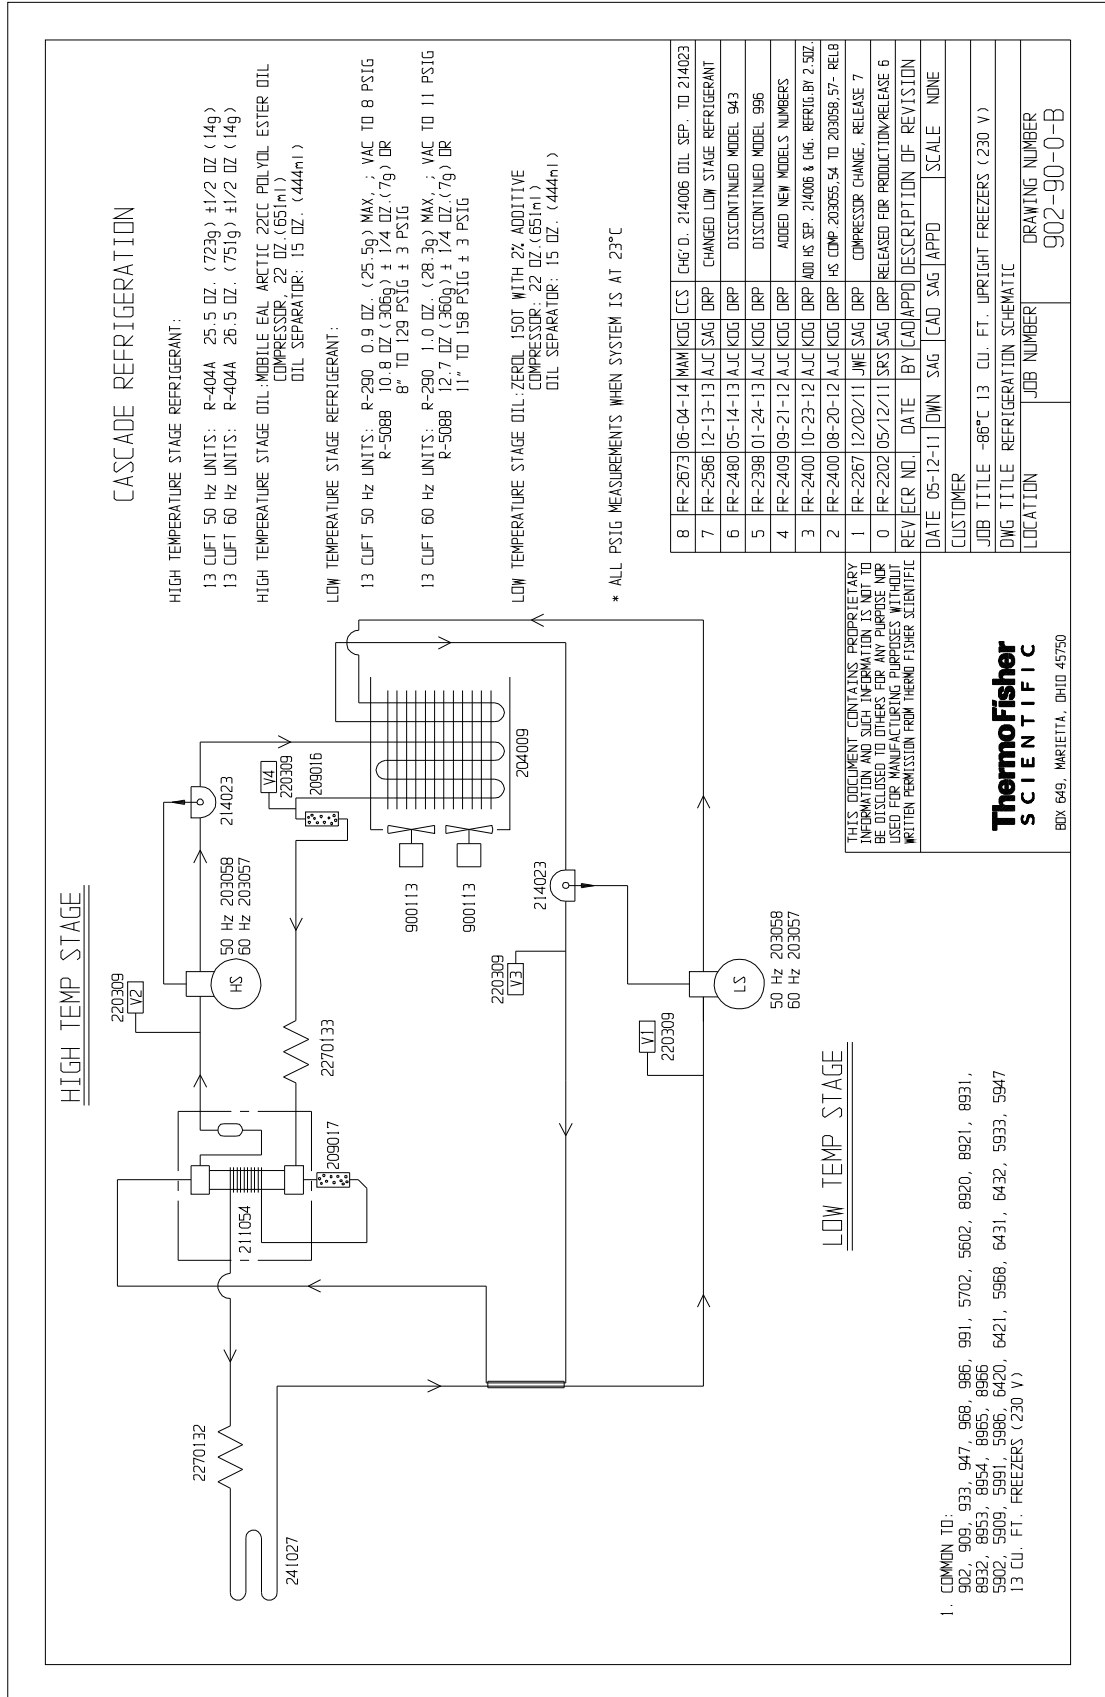 CASCADE REFRIGERATION
HIGH TEMPERATURE STAGE REFRIGERANT:
13 CUFT 50 Hz UNITS: R-404A 25.5 OZ. (723g) ±1/2 OZ (14g)
13 CUFT 60 Hz UNITS: R-404A 26.5 OZ. (751g) ±1/2 OZ (14g)
HIGH TEMPERATURE STAGE OIL:MOBILE EAL ARCTIC 22CC POLYOL ESTER OIL
COMPRESSOR, 22 OZ.(651ml)
OIL SEPARATOR: 15 OZ. (444ml)
LOW TEMPERATURE STAGE REFRIGERANT:
13 CUFT 50 Hz UNITS: R-290 0.9 OZ. (25.5g) MAX, ; VAC TO 8 PSIG
R-508B 10.8 OZ (306g) ± 1/4 OZ.(7g) OR
8" TO 129 PSIG ± 3 PSIG
13 CUFT 60 Hz UNITS: R-290 1.0 OZ. (28.3g) MAX, ; VAC TO 11 PSIG
R-508B 12.7 OZ (360g) ± 1/4 OZ.(7g) OR
11" TO 158 PSIG ± 3 PSIG
LOW TEMPERATURE STAGE OIL:ZEROL 150T WITH 2% ADDITIVE
COMPRESSOR: 22 OZ.(651ml)
OIL SEPARATOR: 15 OZ. (444ml)
* ALL PSIG MEASUREMENTS WHEN SYSTEM IS AT 23°C
HIGH TEMP STAGE
220309
V2
HS
50 Hz 203058
60 Hz 203057
214023
V4
220309
209016
2270133
209017
211054
2270132
241027
900113
900113
204009
214023
220309
V3
V1
220309
LS
50 Hz 203058
60 Hz 203057
LOW TEMP STAGE
1. COMMON TO:
902, 909, 933, 947, 968, 986, 991, 5702, 5602, 8920, 8921, 8931,
8932, 8953, 8954, 8965, 8966
5902, 5909, 5991, 5986, 6420, 6421, 5968, 6431, 6432, 5933, 5947
13 CU. FT. FREEZERS (230 V)
8 FR-2673 06-04-14 MAM KDG CCS CHG'D. 214006 OIL SEP. TO 214023
7 FR-2586 12-13-13 AJC SAG DRP CHANGED LOW STAGE REFRIGERANT
6 FR-2480 05-14-13 AJC KDG DRP DISCONTINUED MODEL 943
5 FR-2398 01-24-13 AJC KDG DRP DISCONTINUED MODEL 996
4 FR-2409 09-21-12 AJC KDG DRP ADDED NEW MODELS NUMBERS
3 FR-2400 10-23-12 AJC KDG DRP ADD HS SEP. 214006 & CHG. REFRIG.BY 2.5OZ.
2 FR-2400 08-20-12 AJC KDG DRP HS COMP.203055,54 TO 203058,57- REL8
1 FR-2267 12/02/11 JWE SAG DRP COMPRESSOR CHANGE, RELEASE 7
0 FR-2202 05/12/11 SRS SAG DRP RELEASED FOR PRODUCTION/RELEASE 6
REV ECR NO. DATE BY CAD APPD DESCRIPTION OF REVISION
DATE 05-12-11 DWN SAG CAD SAG APPD SCALE NONE
CUSTOMER
JOB TITLE -86°C 13 CU. FT. UPRIGHT FREEZERS (230 V)
DWG TITLE REFRIGERATION SCHEMATIC
LOCATION
JOB NUMBER
DRAWING NUMBER
902-90-0-B
THIS DOCUMENT CONTAINS PROPRIETARY
INFORMATION AND SUCH INFORMATION IS NOT TO
BE DISCLOSED TO OTHERS FOR ANY PURPOSE NOR
USED FOR MANUFACTURING PURPOSES WITHOUT
WRITTEN PERMISSION FROM THERMO FISHER SCIENTIFIC
ThermoFisher
SCIENTIFIC
BOX 649, MARIETTA, OHIO 45750